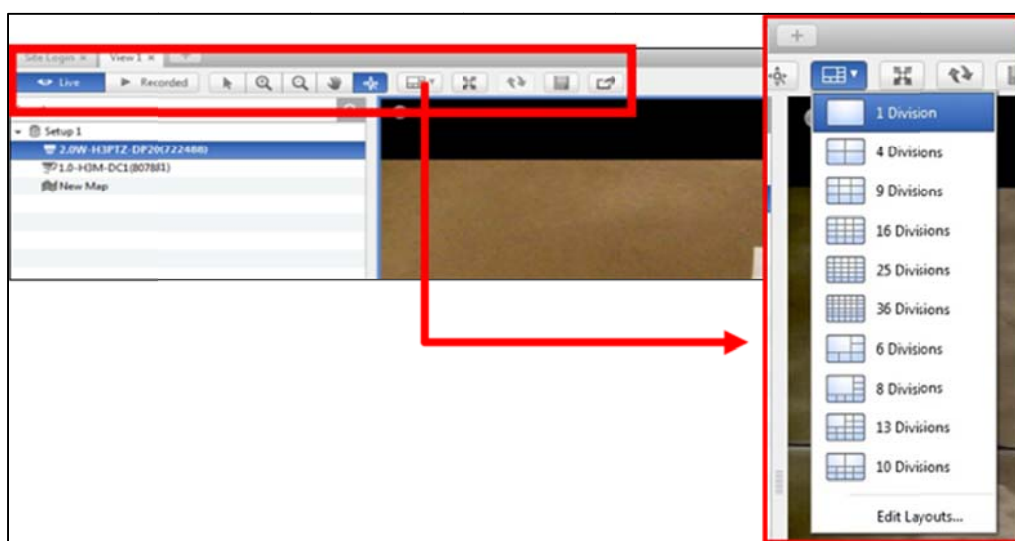 Site Login × View 1 × +
Live Recorded
Setup 1
2.0W-H3PTZ-DP20(722488)
1.0-H3M-DC1(807881)
New Map
+
1 Division
4 Divisions
9 Divisions
16 Divisions
25 Divisions
36 Divisions
6 Divisions
8 Divisions
13 Divisions
10 Divisions
Edit Layouts...